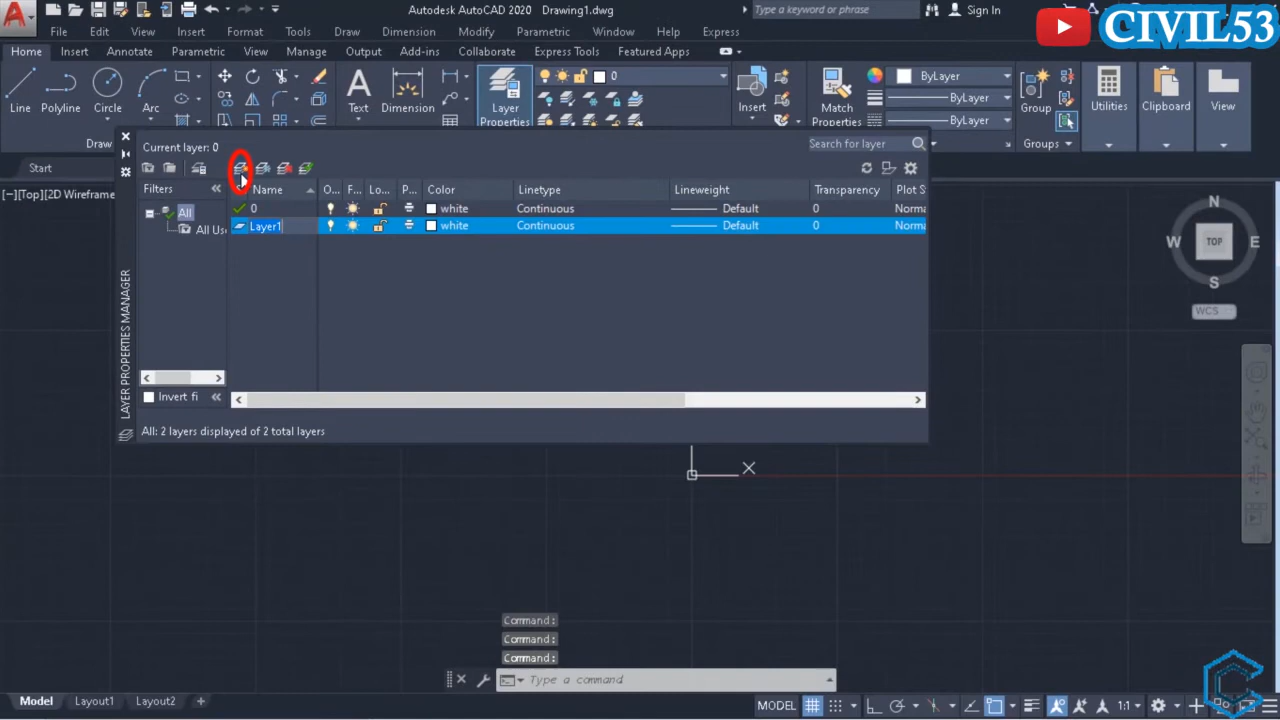 Autodesk AutoCAD 2020 Drawing1.dwg
Type a keyword or phrase
Sign In
CIVIL53
File Edit View Insert Format Tools Draw Dimension Modify Parametric Window Help Express
Home Insert Annotate Parametric View Manage Output Add-ins Collaborate Express Tools Featured Apps
0
ByLayer
ByLayer
ByLayer
Line Polyline Circle Arc
Text Dimension
Layer
Properties
Insert
Match
Properties
Group Utilities Clipboard View
Draw
Groups
Start
Current layer: 0
Search for layer
Filters
Name O... F... Lo... P... Color Linetype Lineweight Transparency Plot S
0 white Continuous Default 0 Norma
Layer1 white Continuous Default 0 Norma
All
All Us
Invert fi
All: 2 layers displayed of 2 total layers
LAYER PROPERTIES MANAGER
[−][Top][2D Wireframe
N
W TOP E
S
WCS
X
Command:
Command:
Command:
Type a command
Model Layout1 Layout2 +
MODEL
1:1